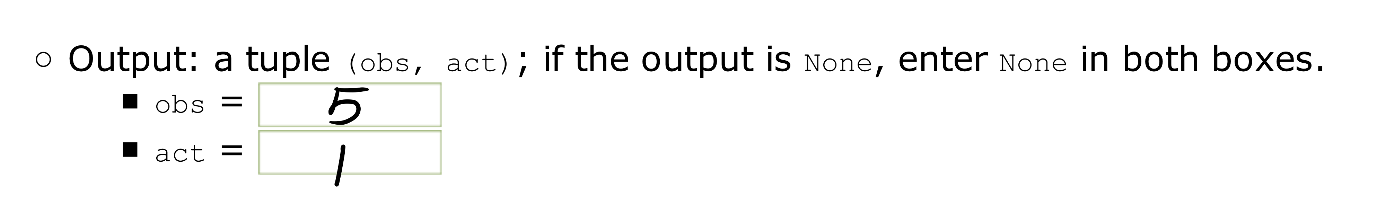 ○ Output: a tuple (obs, act); if the output is None, enter None in both boxes.
■ obs = 5
■ act = 1